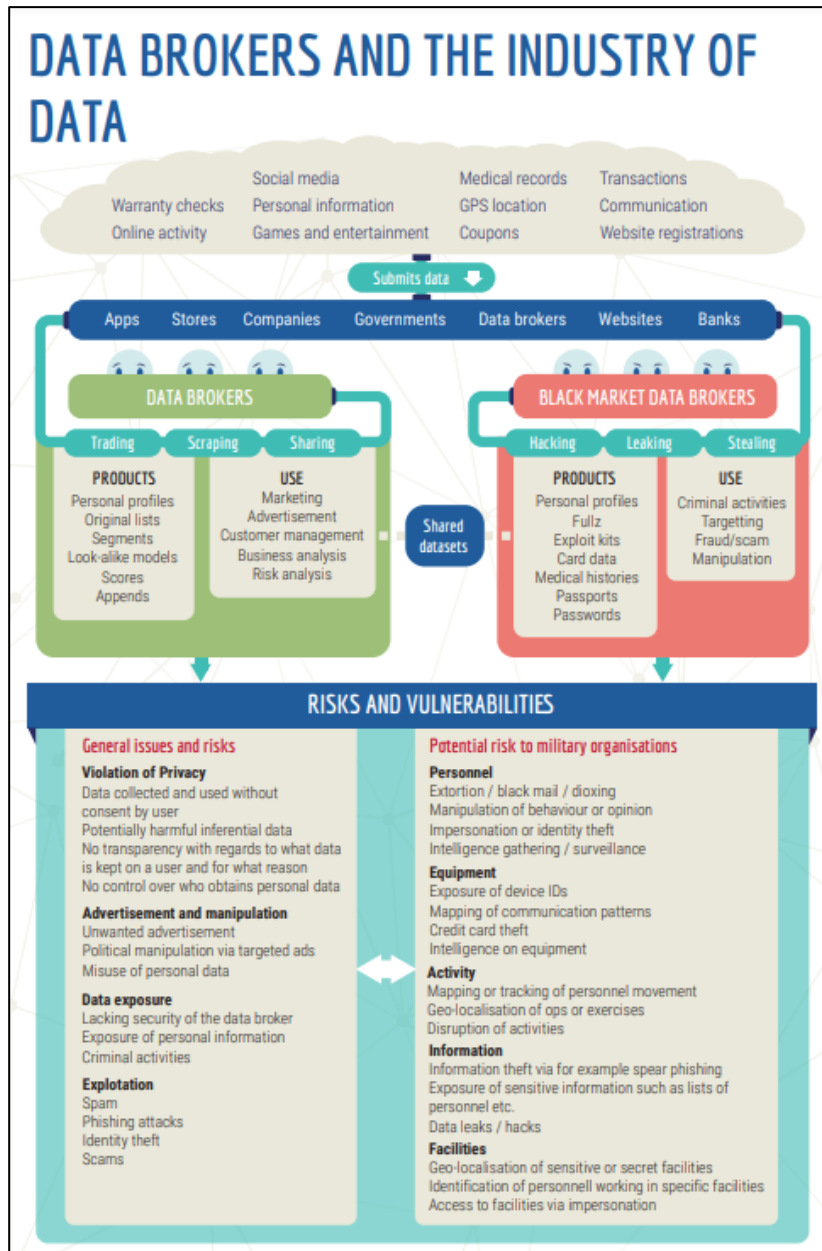 DATA BROKERS AND THE INDUSTRY OF
DATA
Social media Medical records Transactions
Warranty checks Personal information GPS location Communication
Online activity Games and entertainment Coupons Website registrations
Submits data
Apps Stores Companies Governments Data brokers Websites Banks
DATA BROKERS
Trading Scraping Sharing
PRODUCTS
Personal profiles
Original lists
Segments
Look-alike models
Scores
Appends
USE
Marketing
Advertisement
Customer management
Business analysis
Risk analysis
Shared
datasets
BLACK MARKET DATA BROKERS
Hacking Leaking Stealing
PRODUCTS
Personal profiles
Fullz
Exploit kits
Card data
Medical histories
Passports
Passwords
USE
Criminal activities
Targetting
Fraud/scam
Manipulation
RISKS AND VULNERABILITIES
General issues and risks
Violation of Privacy
Data collected and used without
consent by user
Potentially harmful inferential data
No transparency with regards to what data
is kept on a user and for what reason
No control over who obtains personal data
Advertisement and manipulation
Unwanted advertisement
Political manipulation via targeted ads
Misuse of personal data
Data exposure
Lacking security of the data broker
Exposure of personal information
Criminal activities
Explotation
Spam
Phishing attacks
Identity theft
Scams
Potential risk to military organisations
Personnel
Extortion / black mail / dioxing
Manipulation of behaviour or opinion
Impersonation or identity theft
Intelligence gathering / surveillance
Equipment
Exposure of device IDs
Mapping of communication patterns
Credit card theft
Intelligence on equipment
Activity
Mapping or tracking of personnel movement
Geo-localisation of ops or exercises
Disruption of activities
Information
Information theft via for example spear phishing
Exposure of sensitive information such as lists of
personnel etc.
Data leaks / hacks
Facilities
Geo-localisation of sensitive or secret facilities
Identification of personnell working in specific facilities
Access to facilities via impersonation